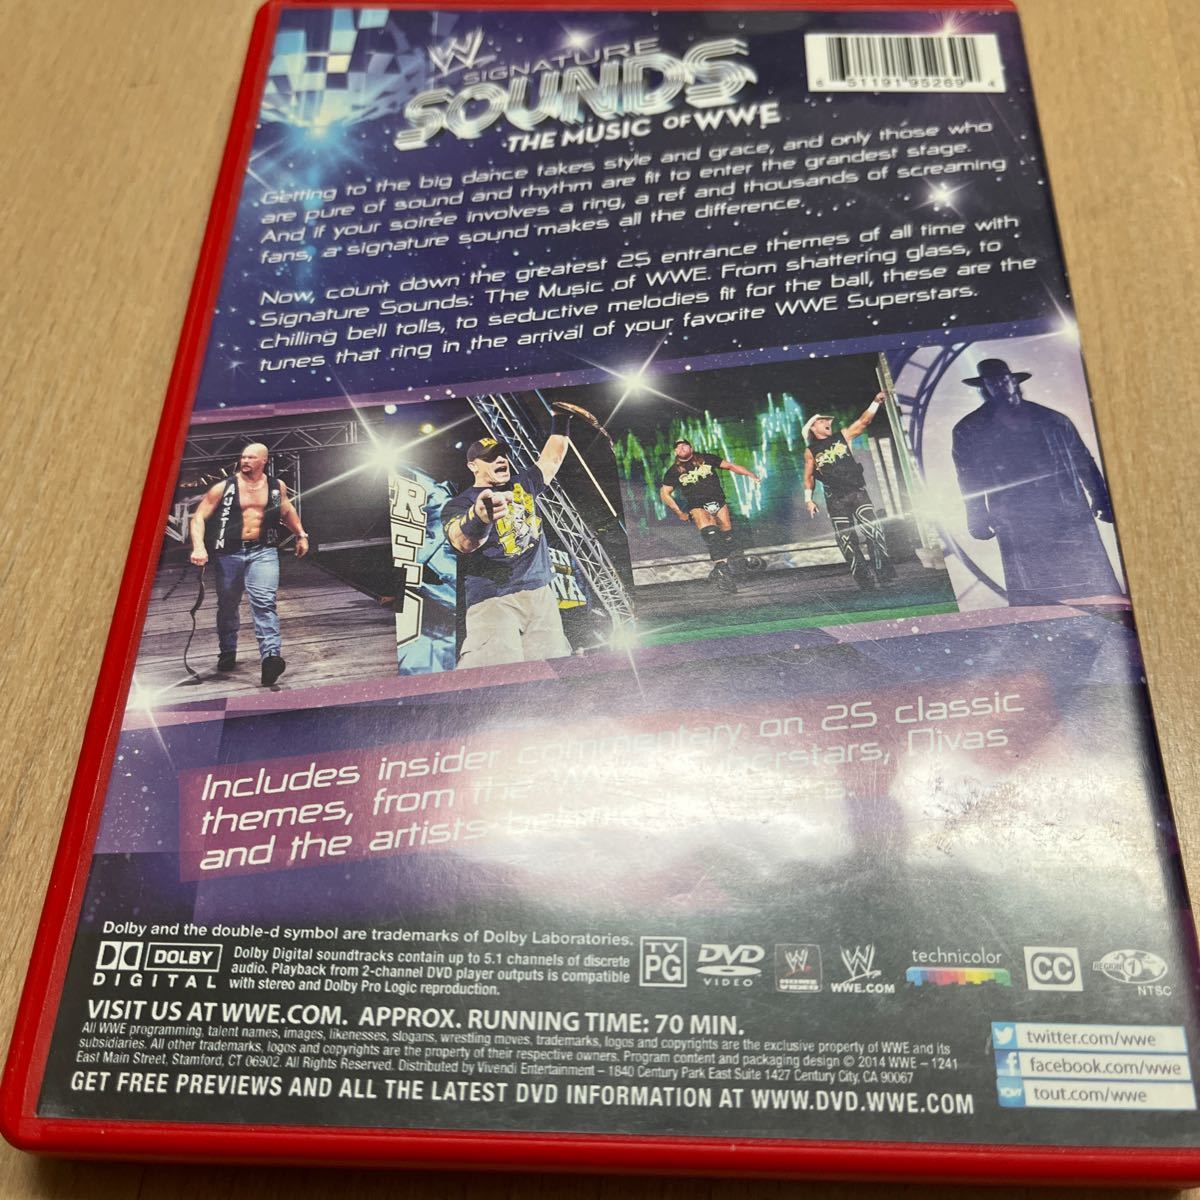 W
SIGNATURE
SOUNDS
THE MUSIC OF WWE
6 51191 95269 4
Getting to the big dance takes style and grace, and only those who
are pure of sound and rhythm are fit to enter the grandest stage.
And if your soirée involves a ring, a ref and thousands of screaming
fans, a signature sound makes all the difference.
Now, count down the greatest 25 entrance themes of all time with
Signature Sounds: The Music of WWE. From shattering glass, to
chilling bell tolls, to seductive melodies fit for the ball, these are the
tunes that ring in the arrival of your favorite WWE Superstars.
AUSTIN
Includes insider commentary on 25 classic
themes, from the Superstars, Divas
and the artists behind
Dolby and the double-d symbol are trademarks of Dolby Laboratories.
DOLBY
DIGITAL
Dolby Digital soundtracks contain up to 5.1 channels of discrete
audio. Playback from 2-channel DVD player outputs is compatible
with stereo and Dolby Pro Logic reproduction.
TV
PG
DVD
VIDEO
HOME VIDEO
WWE.COM
technicolor
CC
REGION 1
NTSC
VISIT US AT WWE.COM. APPROX. RUNNING TIME: 70 MIN.
All WWE programming, talent names, images, likenesses, slogans, wrestling moves, trademarks, logos and copyrights are the exclusive property of WWE and its
subsidiaries. All other trademarks, logos and copyrights are the property of their respective owners. Program content and packaging design © 2014 WWE – 1241
East Main Street, Stamford, CT 06902. All Rights Reserved. Distributed by Vivendi Entertainment – 1840 Century Park East Suite 1427 Century City, CA 90067
GET FREE PREVIEWS AND ALL THE LATEST DVD INFORMATION AT WWW.DVD.WWE.COM
twitter.com/wwe
facebook.com/wwe
tout.com/wwe